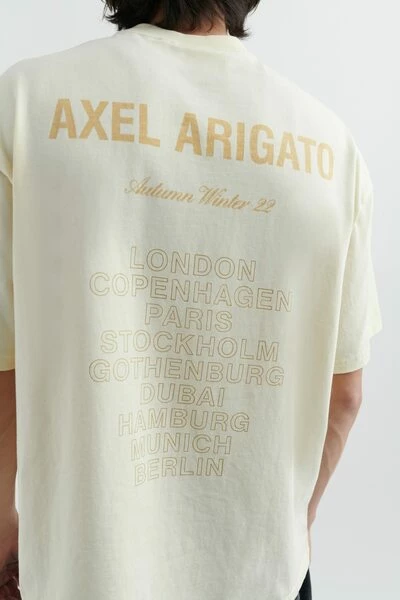 AXEL ARIGATO
Autumn Winter 22
LONDON
COPENHAGEN
PARIS
STOCKHOLM
GOTHENBURG
DUBAI
HAMBURG
MUNICH
BERLIN